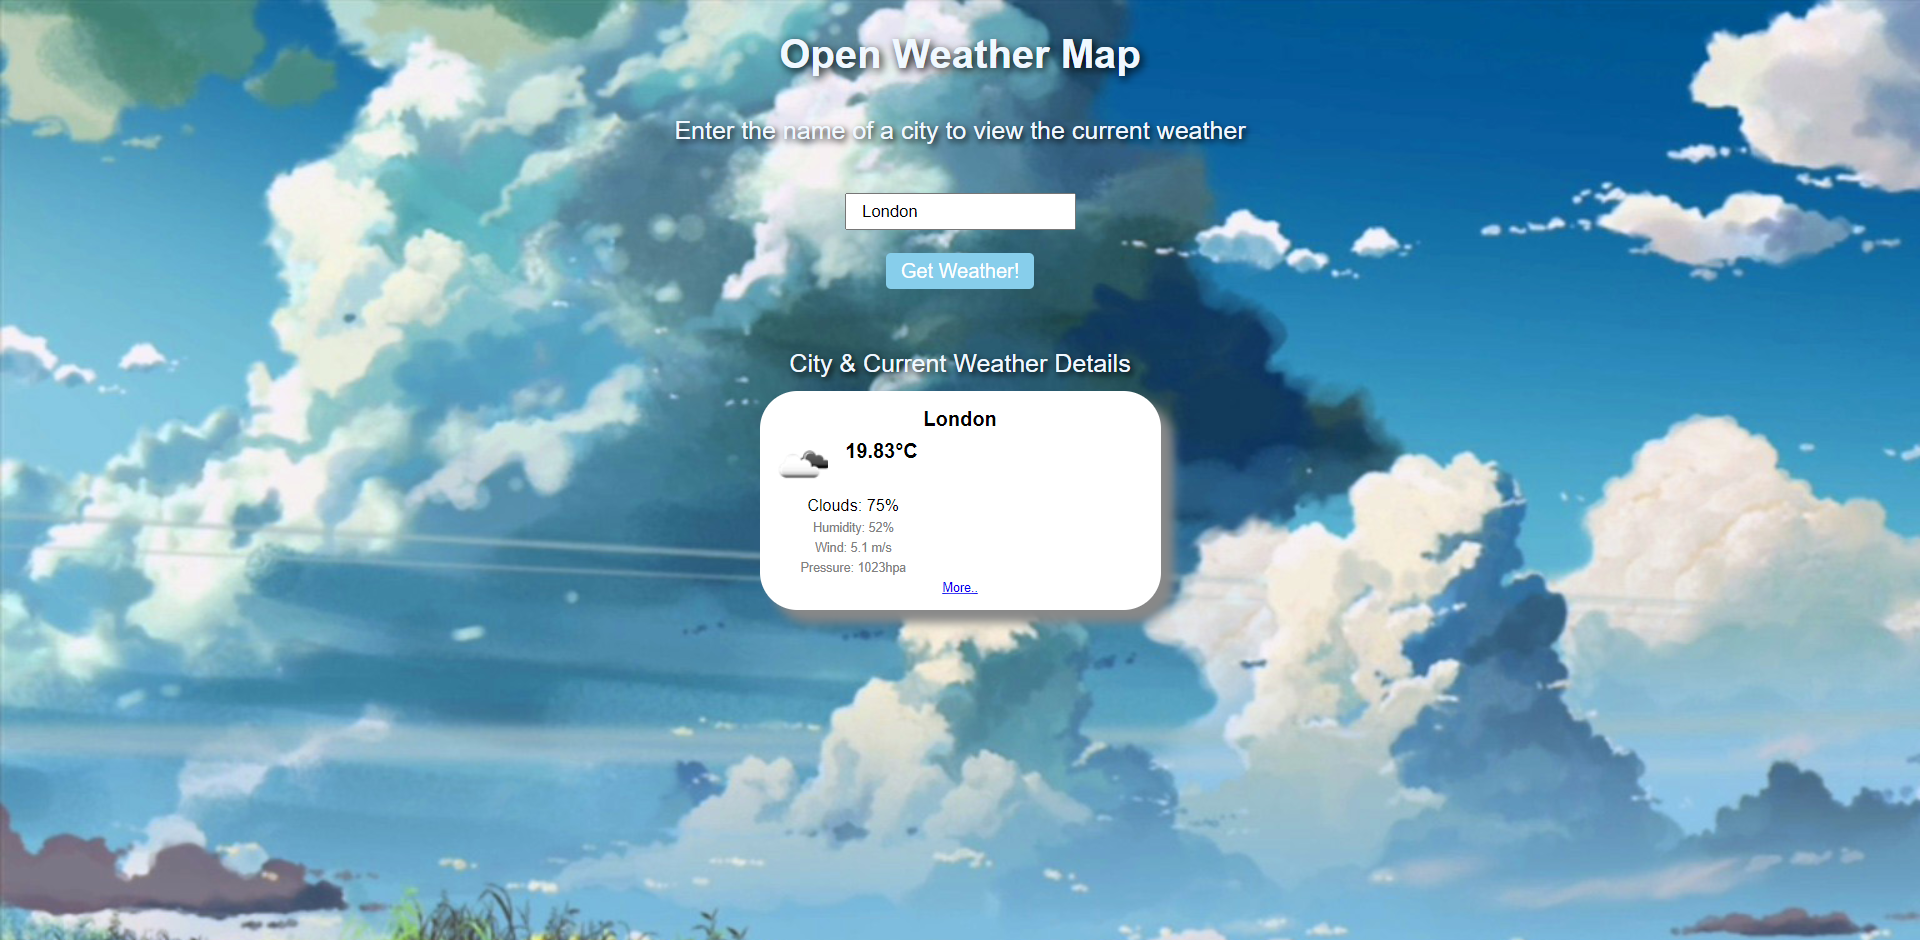 Open Weather Map
Enter the name of a city to view the current weather
London
Get Weather!
City & Current Weather Details
London
19.83°C
Clouds: 75%
Humidity: 52%
Wind: 5.1 m/s
Pressure: 1023hpa
More..